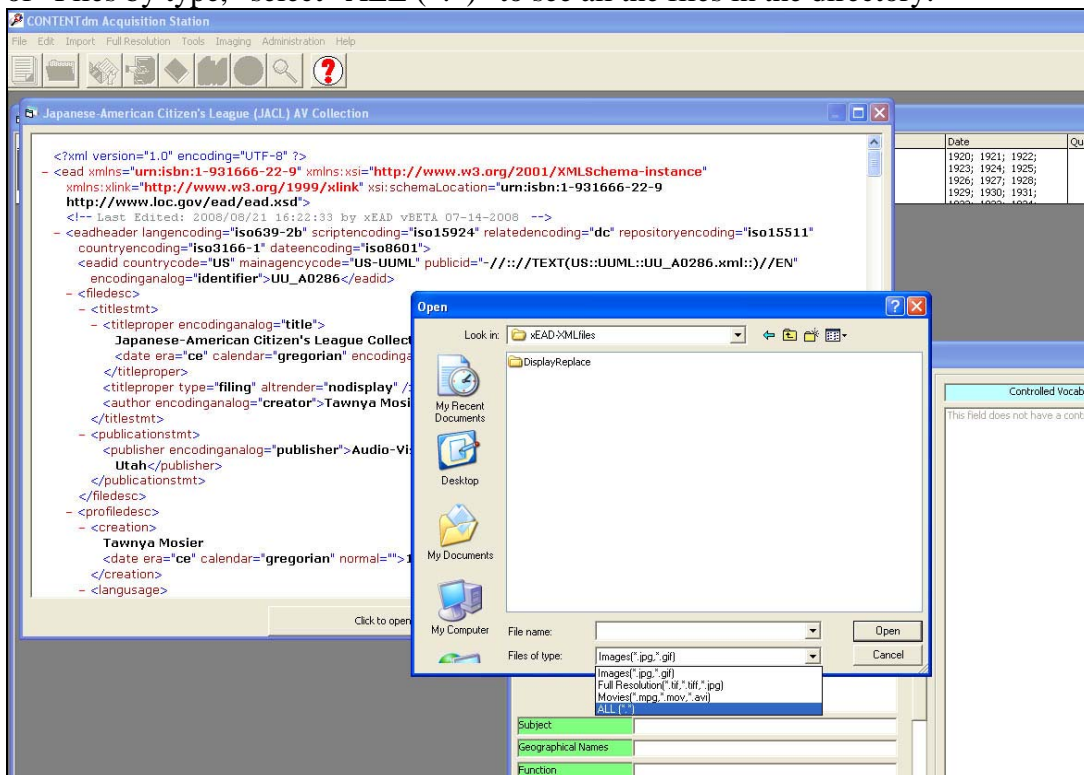 or "Files by type," select "ALL (*.*)" to see all the files in the directory.
CONTENTdm Acquisition Station
File Edit Import Full Resolution Tools Imaging Administration Help
Japanese-American Citizen's League (JACL) AV Collection
<?xml version="1.0" encoding="UTF-8" ?>
- <ead xmlns="urn:isbn:1-931666-22-9" xmlns:xsi="http://www.w3.org/2001/XMLSchema-instance"
xmlns:xlink="http://www.w3.org/1999/xlink" xsi:schemaLocation="urn:isbn:1-931666-22-9
http://www.loc.gov/ead/ead.xsd">
<!-- Last Edited: 2008/08/21 16:22:33 by xEAD vBETA 07-14-2008 -->
- <eadheader langencoding="iso639-2b" scriptencoding="iso15924" relatedencoding="dc" repositoryencoding="iso15511"
countryencoding="iso3166-1" dateencoding="iso8601">
<eadid countrycode="US" mainagencycode="US-UUML" publicid="-//:://TEXT(US::UUML::UU_A0286.xml::)//EN"
encodinganalog="identifier">UU_A0286</eadid>
- <filedesc>
- <titlestmt>
- <titleproper encodinganalog="title">
Japanese-American Citizen's League Collect
<date era="ce" calendar="gregorian" encodinga
</titleproper>
<titleproper type="filing" altrender="nodisplay" /
<author encodinganalog="creator">Tawnya Mosi
</titlestmt>
- <publicationstmt>
<publisher encodinganalog="publisher">Audio-Vi
Utah</publisher>
</publicationstmt>
</filedesc>
- <profiledesc>
- <creation>
Tawnya Mosier
<date era="ce" calendar="gregorian" normal="">1
</creation>
- <langusage>
Click to open
Date
Qu
1920; 1921; 1922;
1923; 1924; 1925;
1926; 1927; 1928;
1929; 1930; 1931;
Controlled Vocab
This field does not have a cont
Open
Look in:
xEAD-XMLfiles
DisplayReplace
My Recent
Documents
Desktop
My Documents
My Computer
File name:
Open
Files of type:
Images(*.jpg,*.gif)
Cancel
Images(*.jpg,*.gif)
Full Resolution(*.tif,*.tiff,*.jpg)
Movies(*.mpg,*.mov,*.avi)
ALL (*.*)
Subject
Geographical Names
Function